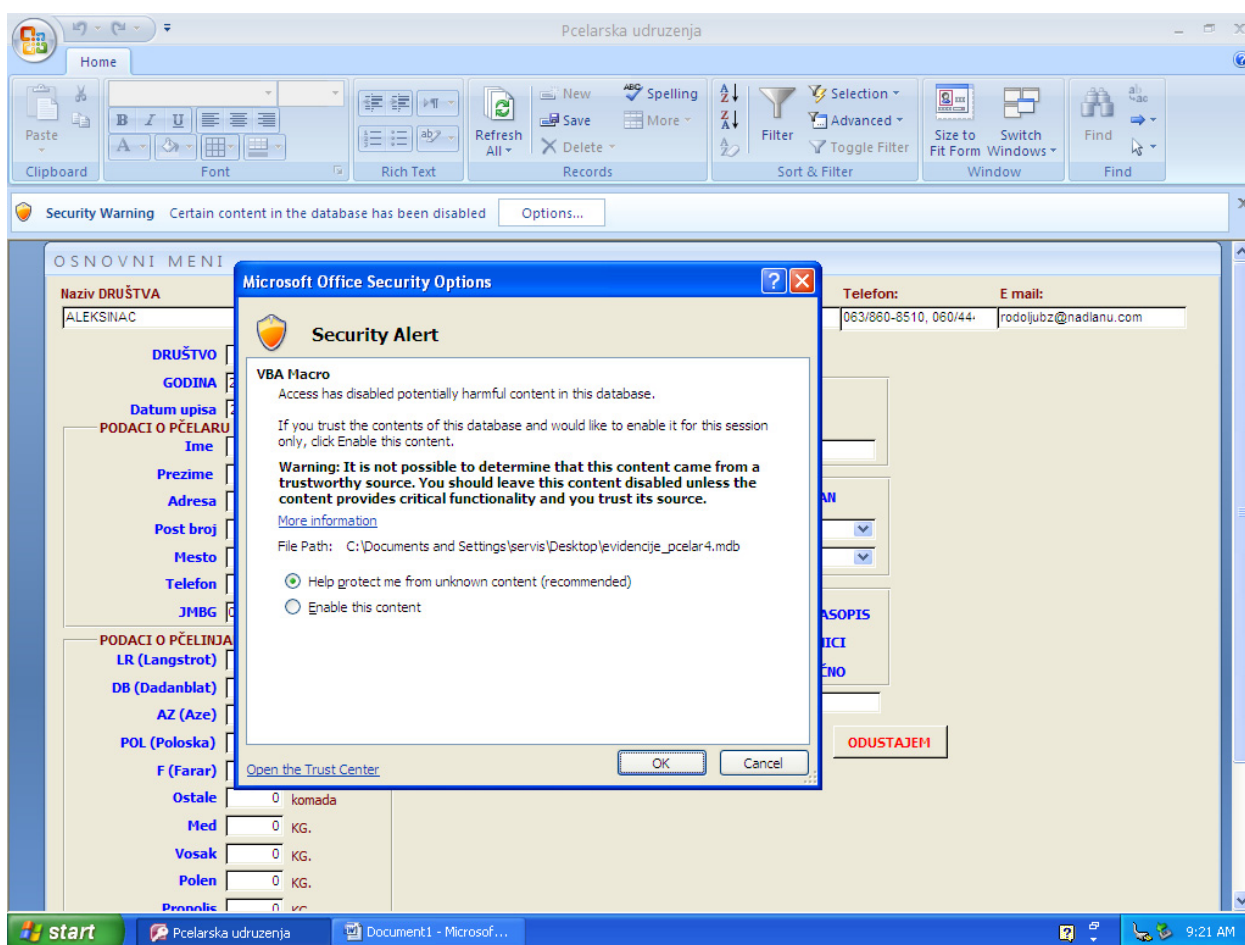 Pcelarska udruzenja
Home
Paste
B I U
A
Refresh All
New
Save
Delete
ABC Spelling
More
Filter
Selection
Advanced
Toggle Filter
Size to Fit Form
Switch Windows
Find
Clipboard
Font
Rich Text
Records
Sort & Filter
Window
Find
Security Warning Certain content in the database has been disabled Options...
OSNOVNI MENI
Naziv DRUŠTVA
Telefon:
E mail:
ALEKSINAC
063/860-8510, 060/44-
rodoljubz@nadlanu.com
DRUŠTVO
GODINA
Datum upisa
PODACI O PČELARU
Ime
Prezime
Adresa
Post broj
Mesto
Telefon
JMBG
PODACI O PČELINJA
LR (Langstrot)
DB (Dadanblat)
AZ (Aze)
POL (Poloska)
F (Farar)
Ostale 0 komada
Med 0 KG.
Vosak 0 KG.
Polen 0 KG.
Propolis 0 KG.
Microsoft Office Security Options
Security Alert
VBA Macro
Access has disabled potentially harmful content in this database.
If you trust the contents of this database and would like to enable it for this session
only, click Enable this content.
Warning: It is not possible to determine that this content came from a
trustworthy source. You should leave this content disabled unless the
content provides critical functionality and you trust its source.
More information
File Path: C:\Documents and Settings\servis\Desktop\evidencije_pcelar4.mdb
Help protect me from unknown content (recommended)
Enable this content
Open the Trust Center
OK
Cancel
ODUSTAJEM
start
Pcelarska udruzenja
Document1 - Microsof...
9:21 AM